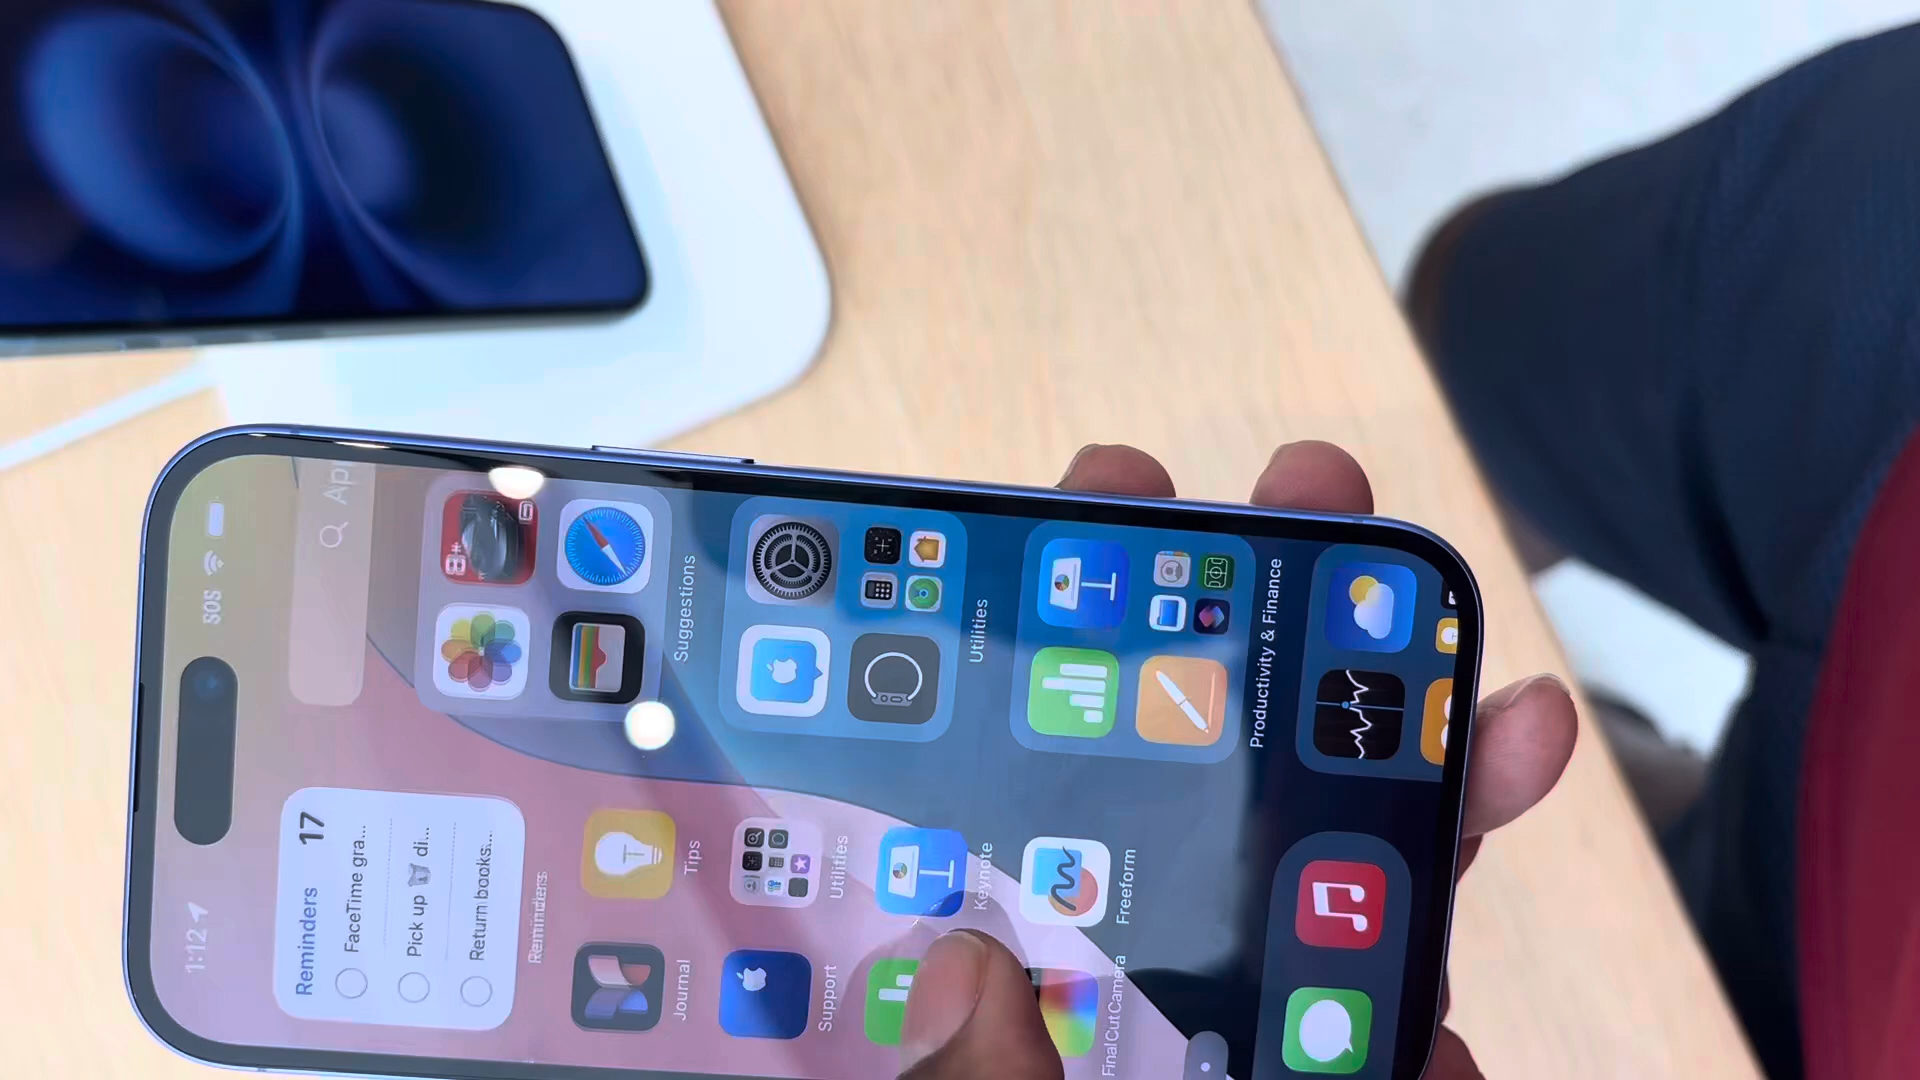 1:12
SOS
Reminders
17
FaceTime gra...
Pick up 🐻 di...
Return books...
Reminders
Journal
Tips
Support
Utilities
Keynote
Final Cut Camera
Freeform
Suggestions
Utilities
Productivity & Finance